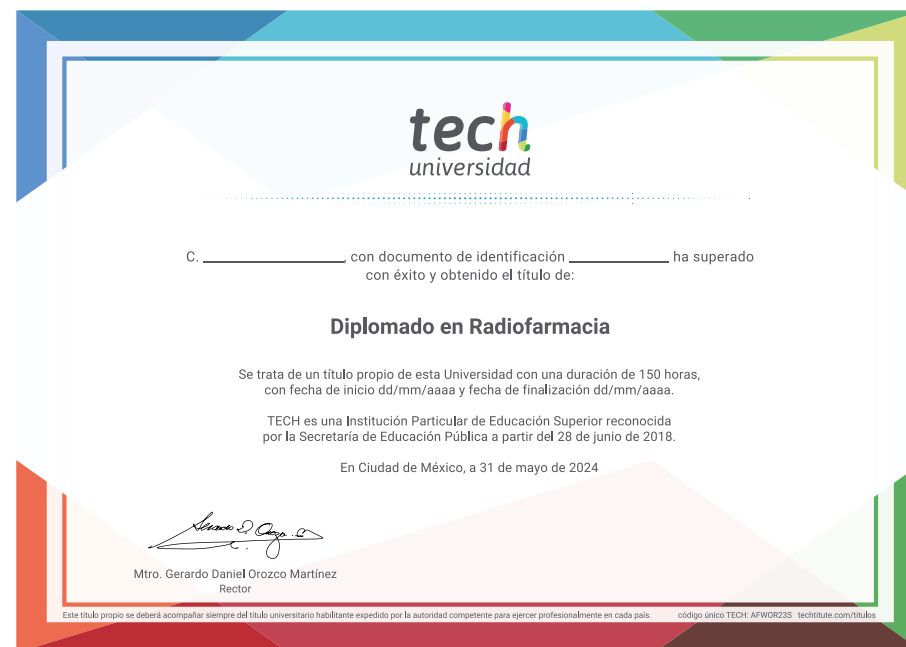 tech
universidad
C. ____________, con documento de identificación ____________ ha superado
con éxito y obtenido el título de:
Diplomado en Radiofarmacia
Se trata de un título propio de esta Universidad con una duración de 150 horas,
con fecha de inicio dd/mm/aaaa y fecha de finalización dd/mm/aaaa.
TECH es una Institución Particular de Educación Superior reconocida
por la Secretaría de Educación Pública a partir del 28 de junio de 2018.
En Ciudad de México, a 31 de mayo de 2024
Mtro. Gerardo Daniel Orozco Martínez
Rector
Este título propio se deberá acompañar siempre del título universitario habilitante expedido por la autoridad competente para ejercer profesionalmente en cada país. código único TECH: AFWOR23S techtitute.com/titulos